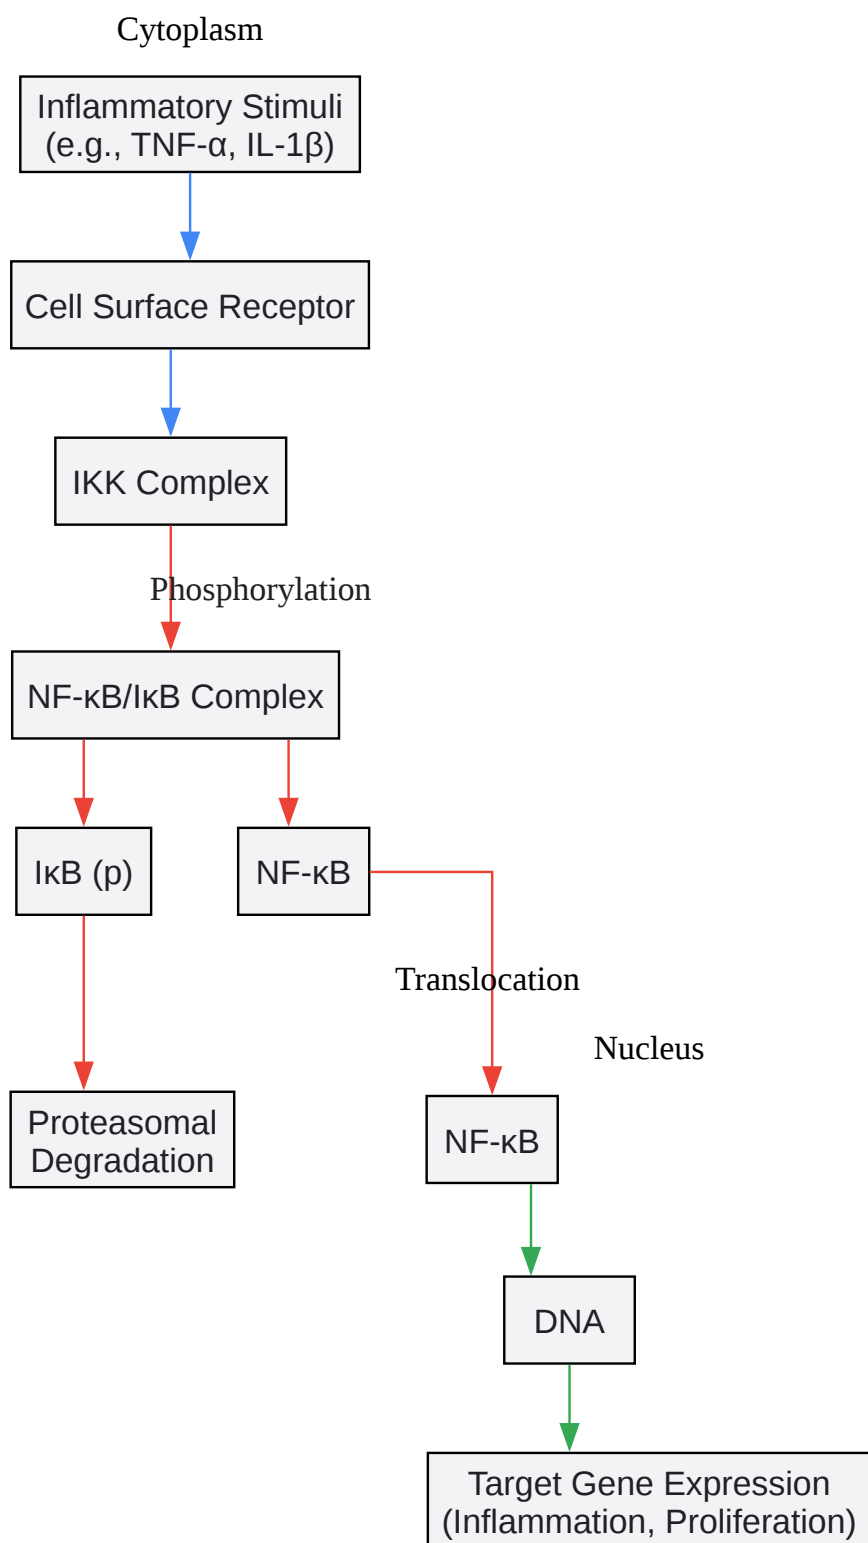 Cytoplasm
Inflammatory Stimuli
(e.g., TNF-α, IL-1β)
Cell Surface Receptor
IKK Complex
Phosphorylation
NF-κB/IκB Complex
IκB (p)
NF-κB
Translocation
Nucleus
Proteasomal
Degradation
NF-κB
DNA
Target Gene Expression
(Inflammation, Proliferation)